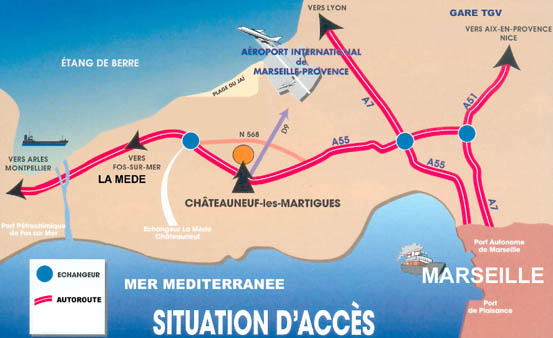 VERS LYON
GARE TGV
VERS AIX-EN-PROVENCE
NICE
AÉROPORT INTERNATIONAL
de
MARSEILLE-PROVENCE
ÉTANG DE BERRE
PLAGE DU JAÏ
A7
A51
N 568
D9
A55
VERS ARLES
MONTPELLIER
VERS
FOS-SUR-MER
LA MEDE
A55
CHÂTEAUNEUF-les-MARTIGUES
A7
Port Pétrochimique
de Fos sur Mer
Echangeur La Mède
Châteauneuf
Port Autonome
de Marseille
MARSEILLE
ECHANGEUR
AUTOROUTE
MER MEDITERRANEE
Port
de Plaisance
SITUATION D'ACCÈS